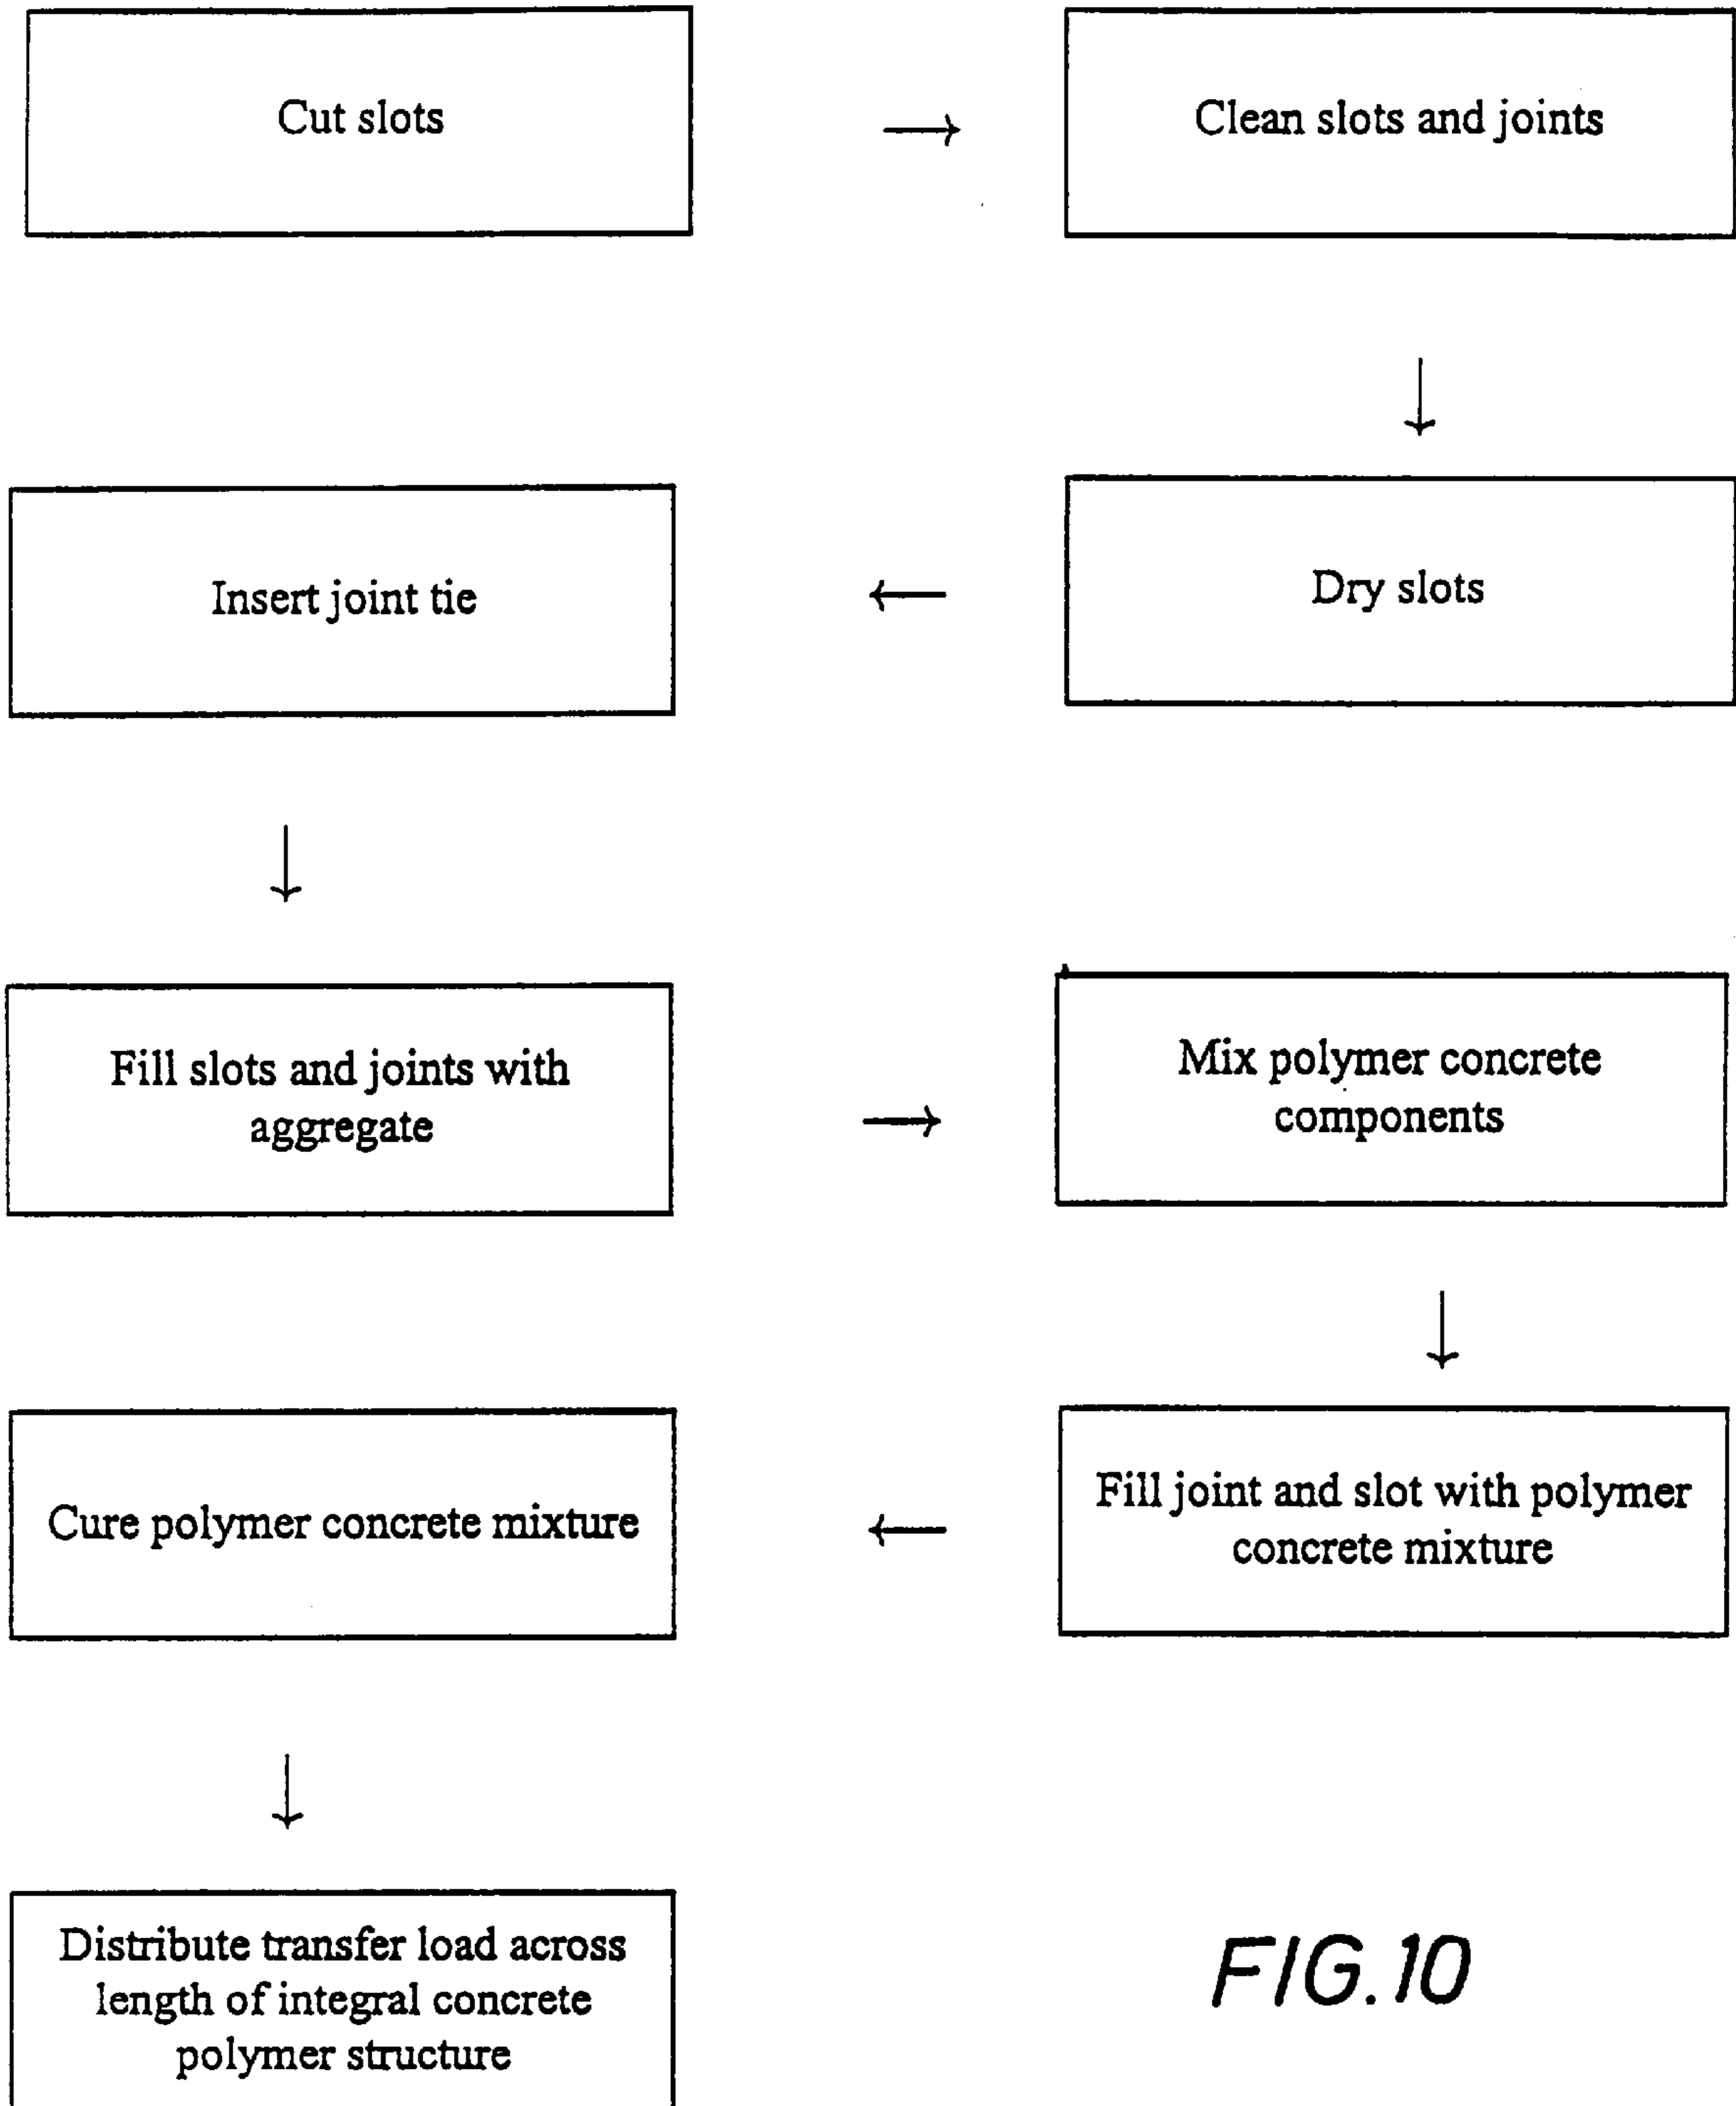 Cut slots
Clean slots and joints
Dry slots
Insert joint tie
Fill slots and joints with
aggregate
Mix polymer concrete
components
Fill joint and slot with polymer
concrete mixture
Cure polymer concrete mixture
Distribute transfer load across
length of integral concrete
polymer structure
FIG.10